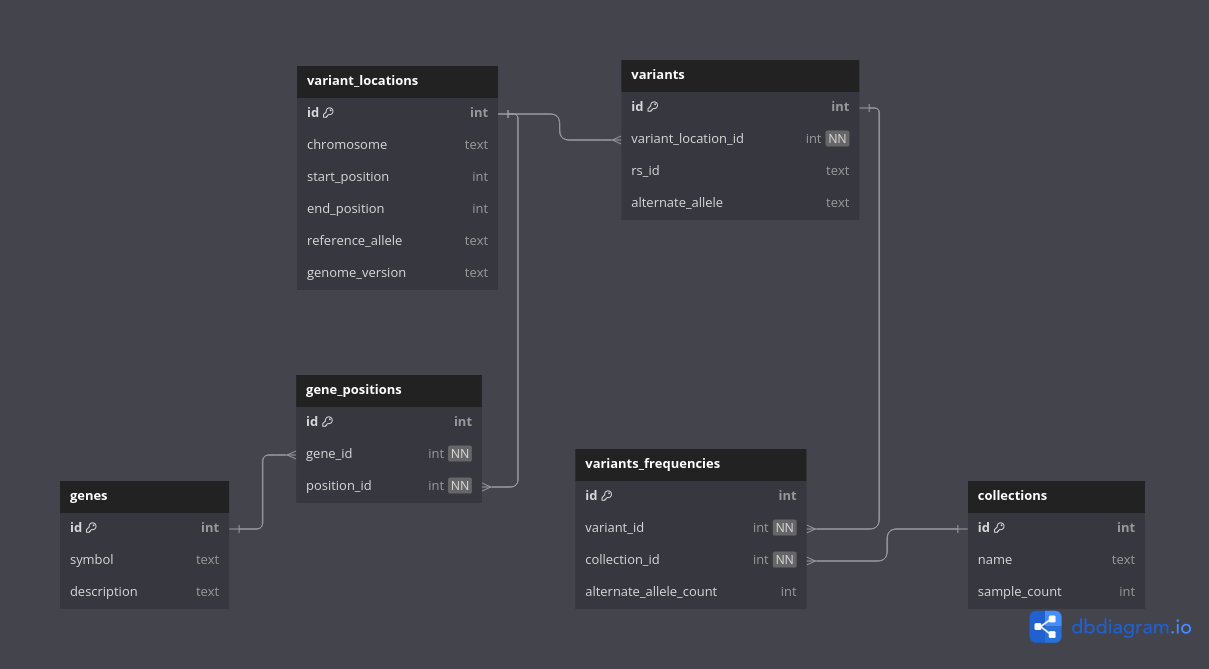 variant_locations
id int
chromosome text
start_position int
end_position int
reference_allele text
genome_version text
variants
id int
variant_location_id int NN
rs_id text
alternate_allele text
gene_positions
id int
gene_id int NN
position_id int NN
genes
id int
symbol text
description text
variants_frequencies
id int
variant_id int NN
collection_id int NN
alternate_allele_count int
collections
id int
name text
sample_count int
dbdiagram.io